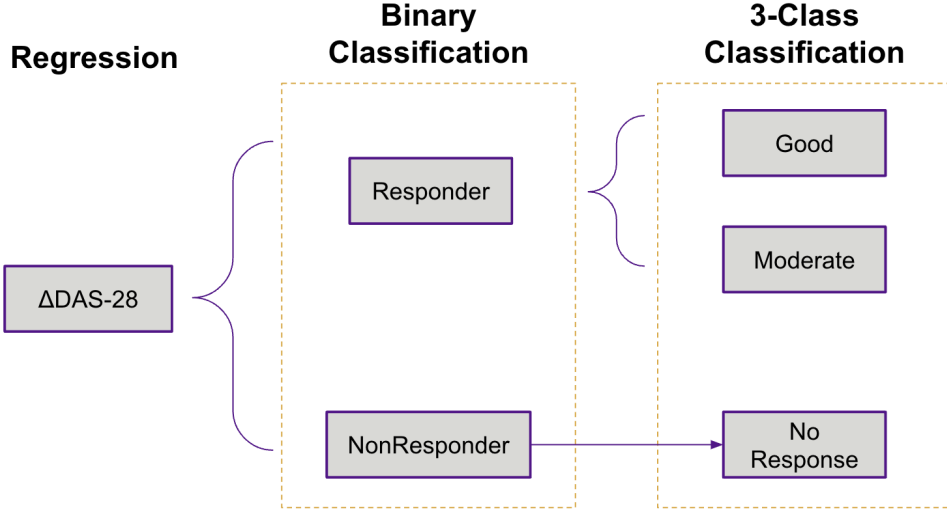 Regression
Binary
Classification
3-Class
Classification
ΔDAS-28
Responder
NonResponder
Good
Moderate
No
Response